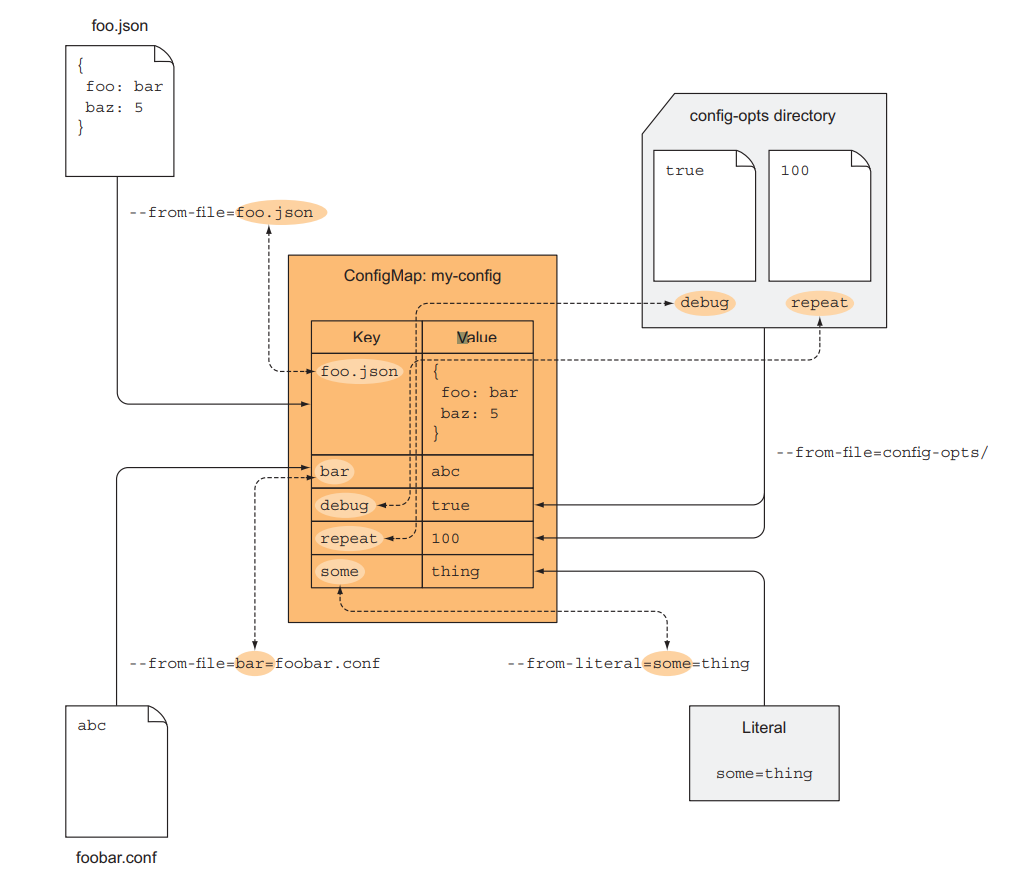 foo.json
{
foo: bar
baz: 5
}
--from-file=foo.json
config-opts directory
true
100
debug
repeat
ConfigMap: my-config
Key Value
foo.json
{
foo: bar
baz: 5
}
bar abc
debug true
repeat 100
some thing
--from-file=config-opts/
--from-file=bar=foobar.conf
--from-literal=some=thing
abc
foobar.conf
Literal
some=thing